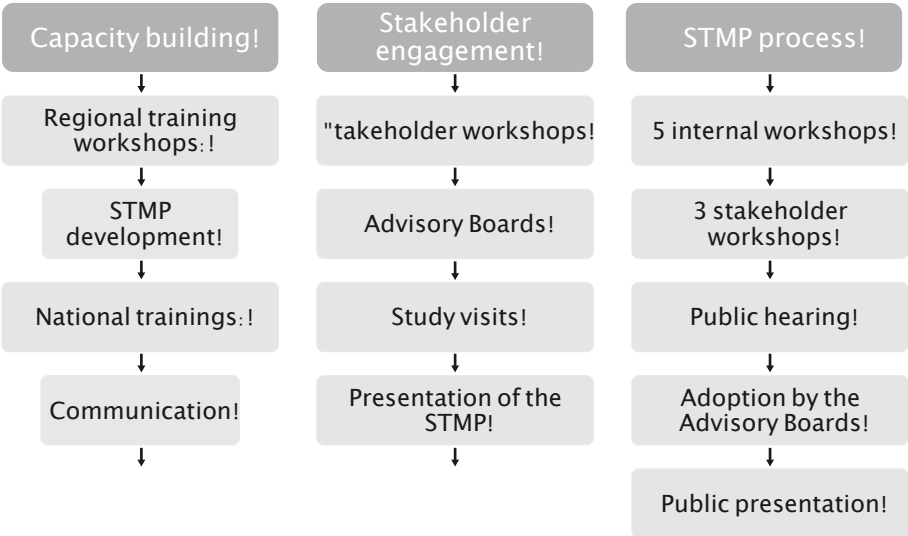 Capacity building!
Regional training
workshops:!
STMP
development!
National trainings:!
Communication!
Stakeholder
engagement!
"takeholder workshops!
Advisory Boards!
Study visits!
Presentation of the
STMP!
STMP process!
5 internal workshops!
3 stakeholder
workshops!
Public hearing!
Adoption by the
Advisory Boards!
Public presentation!